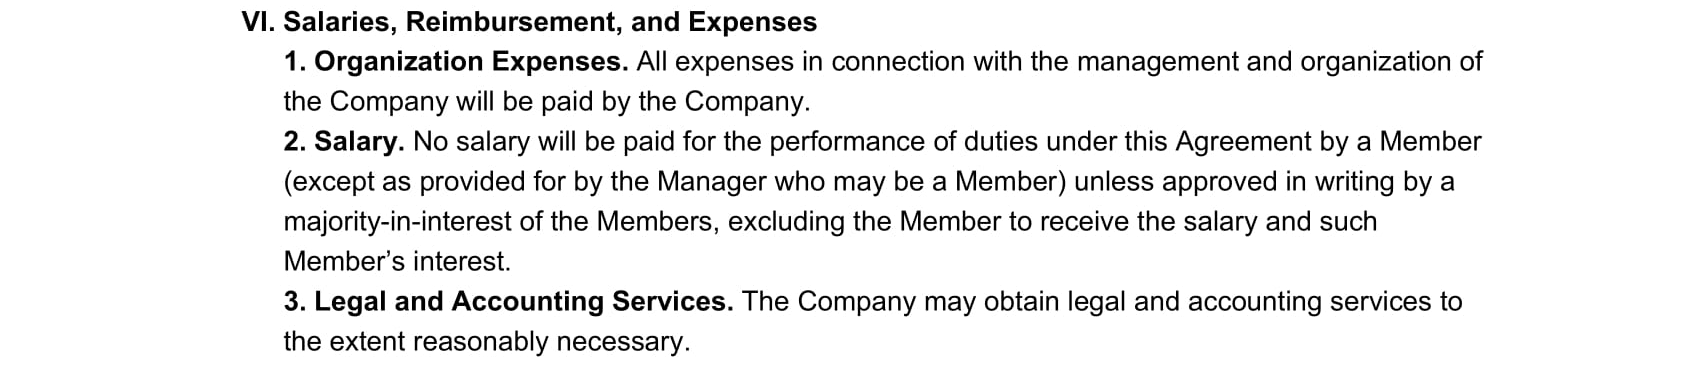 VI. Salaries, Reimbursement, and Expenses
1. Organization Expenses. All expenses in connection with the management and organization of
the Company will be paid by the Company.
2. Salary. No salary will be paid for the performance of duties under this Agreement by a Member
(except as provided for by the Manager who may be a Member) unless approved in writing by a
majority-in-interest of the Members, excluding the Member to receive the salary and such
Member’s interest.
3. Legal and Accounting Services. The Company may obtain legal and accounting services to
the extent reasonably necessary.